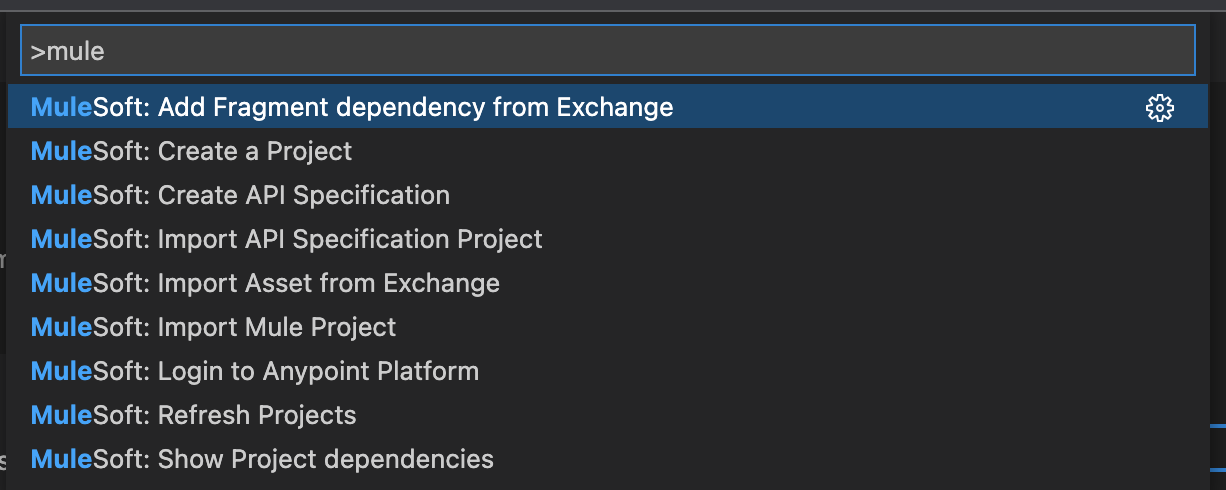 >mule
MuleSoft: Add Fragment dependency from Exchange
MuleSoft: Create a Project
MuleSoft: Create API Specification
MuleSoft: Import API Specification Project
MuleSoft: Import Asset from Exchange
MuleSoft: Import Mule Project
MuleSoft: Login to Anypoint Platform
MuleSoft: Refresh Projects
MuleSoft: Show Project dependencies